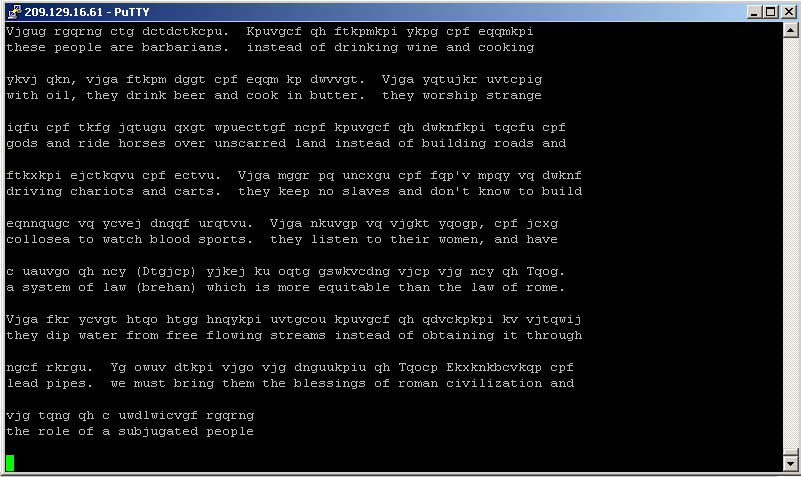 209.129.16.61 - PuTTY
Vjgug rgqrng ctg dctdctkcpu.  Kpuvgcf qh ftkpmkpi ykpg cpf eqqmkpi
these people are barbarians.  instead of drinking wine and cooking
ykvj qkn, vjga ftkpm dggt cpf eqqm kp dwvvgt.  Vjga yqtujkr uvtcpig
with oil, they drink beer and cook in butter.  they worship strange
iqfu cpf tkfg jqtugu qxgt wpuecttgf ncpf kpuvgcf qh dwknfkpi tqcfu cpf
gods and ride horses over unscarred land instead of building roads and
ftkxkpi ejctkqvu cpf ectvu.  Vjga mggr pq uncxgu cpf fqp'v mpqy vq dwknf
driving chariots and carts.  they keep no slaves and don't know to build
eqnnqugc vq ycvej dnqqf urqtvu.  Vjga nkuvgp vq vjgkt yqogp, cpf jcxg
collosea to watch blood sports.  they listen to their women, and have
c uauvgo qh ncy (Dtgjcp) yjkej ku oqtg gswkvcdng vjcp vjg ncy qh Tqog.
a system of law (brehan) which is more equitable than the law of rome.
Vjga fkr ycvgt htqo htgg hnqykpi uvtgcou kpuvgcf qh qdvckpkpi kv vjtqwij
they dip water from free flowing streams instead of obtaining it through
ngcf rkrgu.  Yg owuv dtkpi vjgo vjg dnguukpiu qh Tqocp Ekxknkbcvkqp cpf
lead pipes.  we must bring them the blessings of roman civilization and
vjg tqng qh c uwdlwicvgf rgqrng
the role of a subjugated people